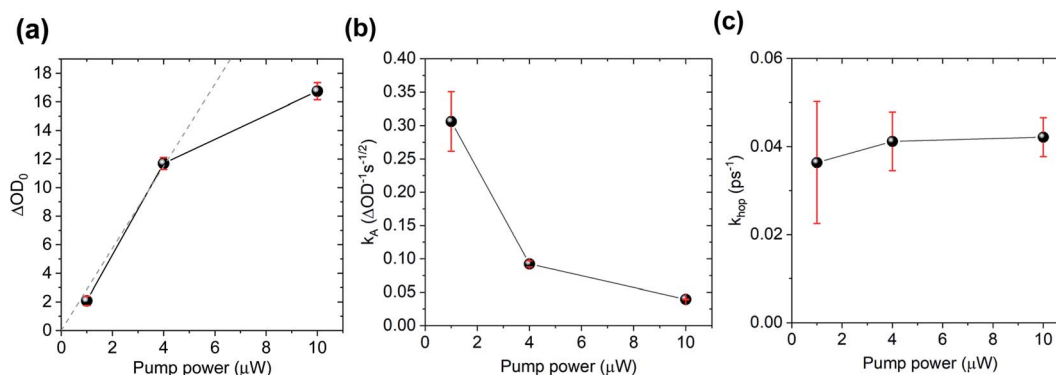 (a)
ΔOD₀
18
16
14
12
10
8
6
4
2
0
0 2 4 6 8 10
Pump power (μW)
(b)
k_A (ΔOD⁻¹s⁻¹/²)
0.40
0.35
0.30
0.25
0.20
0.15
0.10
0.05
0.00
0 2 4 6 8 10
Pump power (μW)
(c)
k_hop (ps⁻¹)
0.06
0.04
0.02
0.00
0 2 4 6 8 10
Pump power (μW)